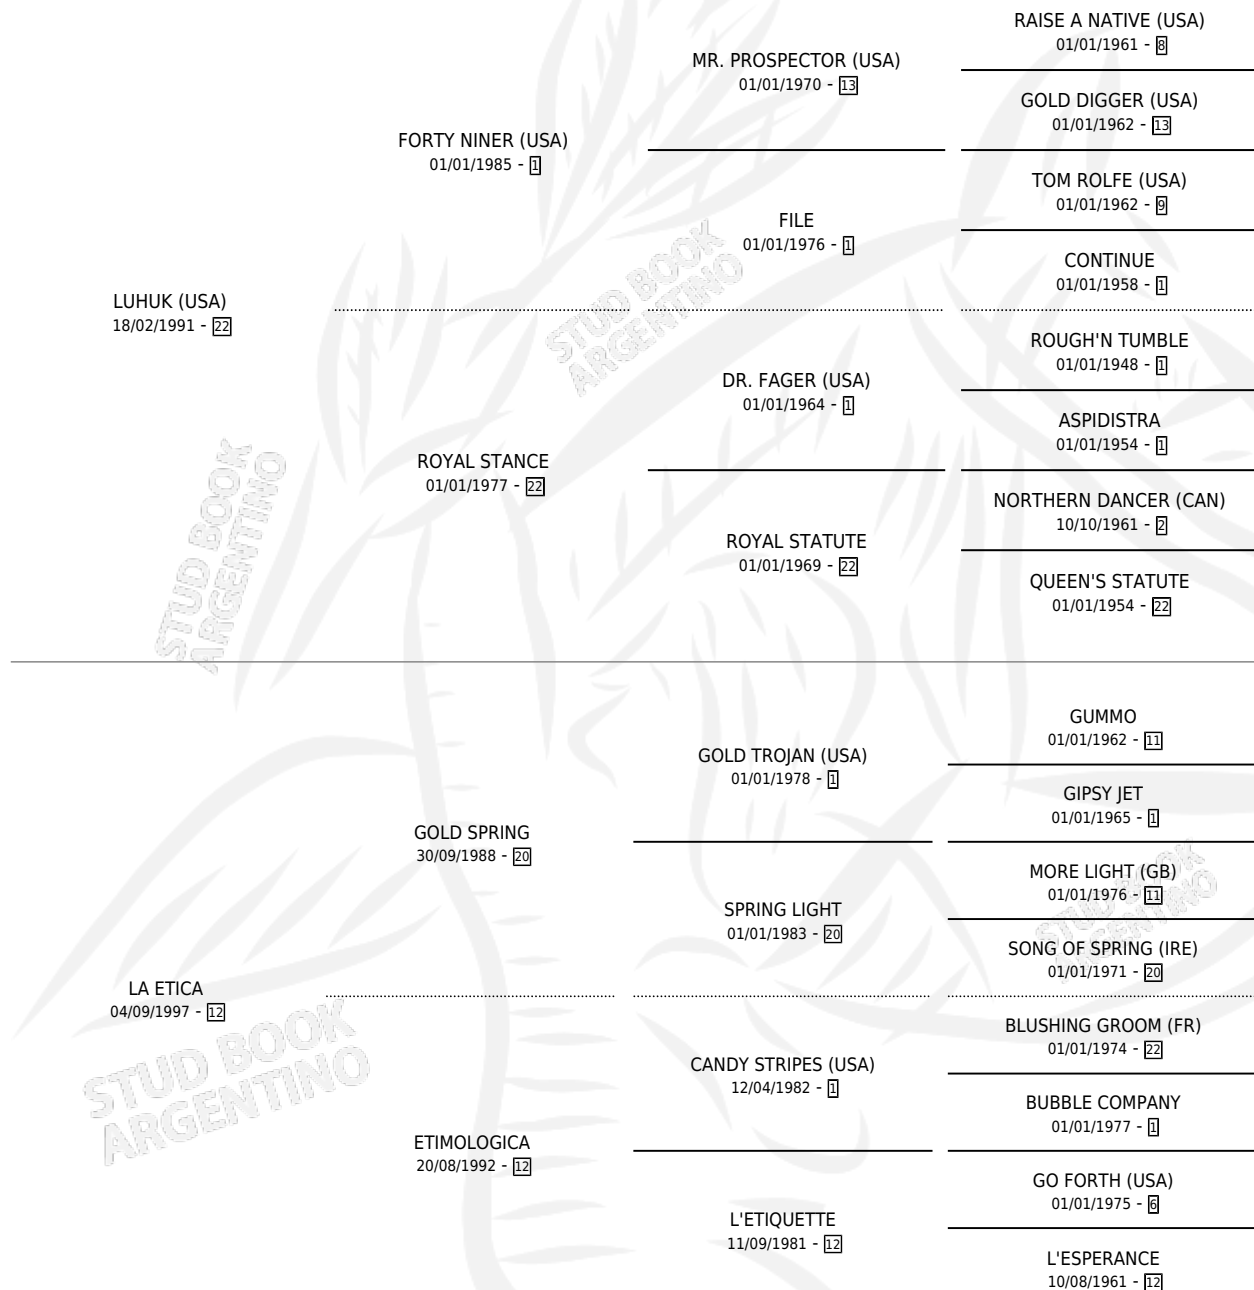 RAISE A NATIVE (USA)
01/01/1961 - 8
MR. PROSPECTOR (USA)
01/01/1970 - 13
GOLD DIGGER (USA)
01/01/1962 - 13
FORTY NINER (USA)
01/01/1985 - 1
TOM ROLFE (USA)
01/01/1962 - 9
FILE
01/01/1976 - 1
CONTINUE
01/01/1958 - 1
LUHUK (USA)
18/02/1991 - 22
ROUGH'N TUMBLE
01/01/1948 - 1
DR. FAGER (USA)
01/01/1964 - 1
ASPIDISTRA
01/01/1954 - 1
ROYAL STANCE
01/01/1977 - 22
NORTHERN DANCER (CAN)
10/10/1961 - 2
ROYAL STATUTE
01/01/1969 - 22
QUEEN'S STATUTE
01/01/1954 - 22
GUMMO
01/01/1962 - 11
GOLD TROJAN (USA)
01/01/1978 - 1
GIPSY JET
01/01/1965 - 1
GOLD SPRING
30/09/1988 - 20
MORE LIGHT (GB)
01/01/1976 - 11
SPRING LIGHT
01/01/1983 - 20
SONG OF SPRING (IRE)
01/01/1971 - 20
LA ETICA
04/09/1997 - 12
BLUSHING GROOM (FR)
01/01/1974 - 22
CANDY STRIPES (USA)
12/04/1982 - 1
BUBBLE COMPANY
01/01/1977 - 1
ETIMOLOGICA
20/08/1992 - 12
GO FORTH (USA)
01/01/1975 - 6
L'ETIQUETTE
11/09/1981 - 12
L'ESPERANCE
10/08/1961 - 12
STUD BOOK
ARGENTINO
STUD BOOK
ARGENTINO
STUD BOOK
ARGENTINO
STUD BOOK
ARGENTINO